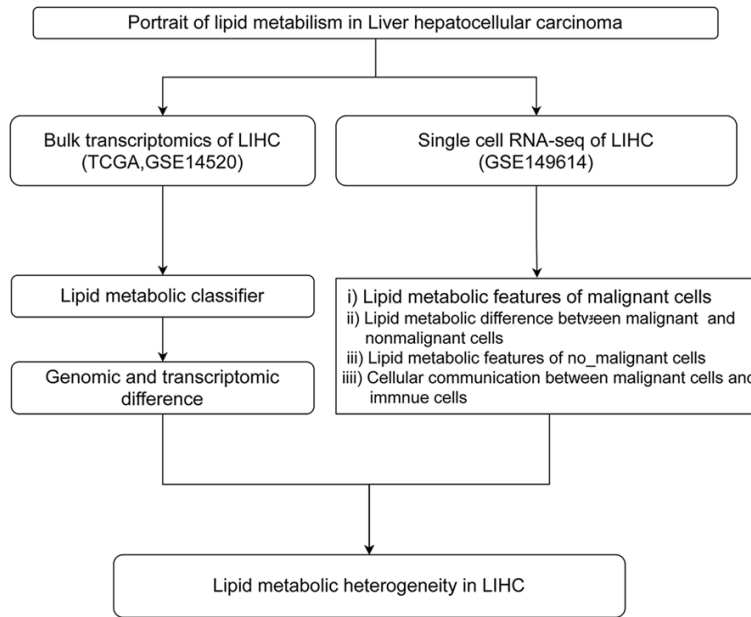 Portrait of lipid metabilism in Liver hepatocellular carcinoma
Bulk transcriptomics of LIHC
(TCGA,GSE14520)
Single cell RNA-seq of LIHC
(GSE149614)
Lipid metabolic classifier
Genomic and transcriptomic
difference
i) Lipid metabolic features of malignant cells
ii) Lipid metabolic difference between malignant and
nonmalignant cells
iii) Lipid metabolic features of no_malignant cells
iiii) Cellular communication between malignant cells and
immnue cells
Lipid metabolic heterogeneity in LIHC